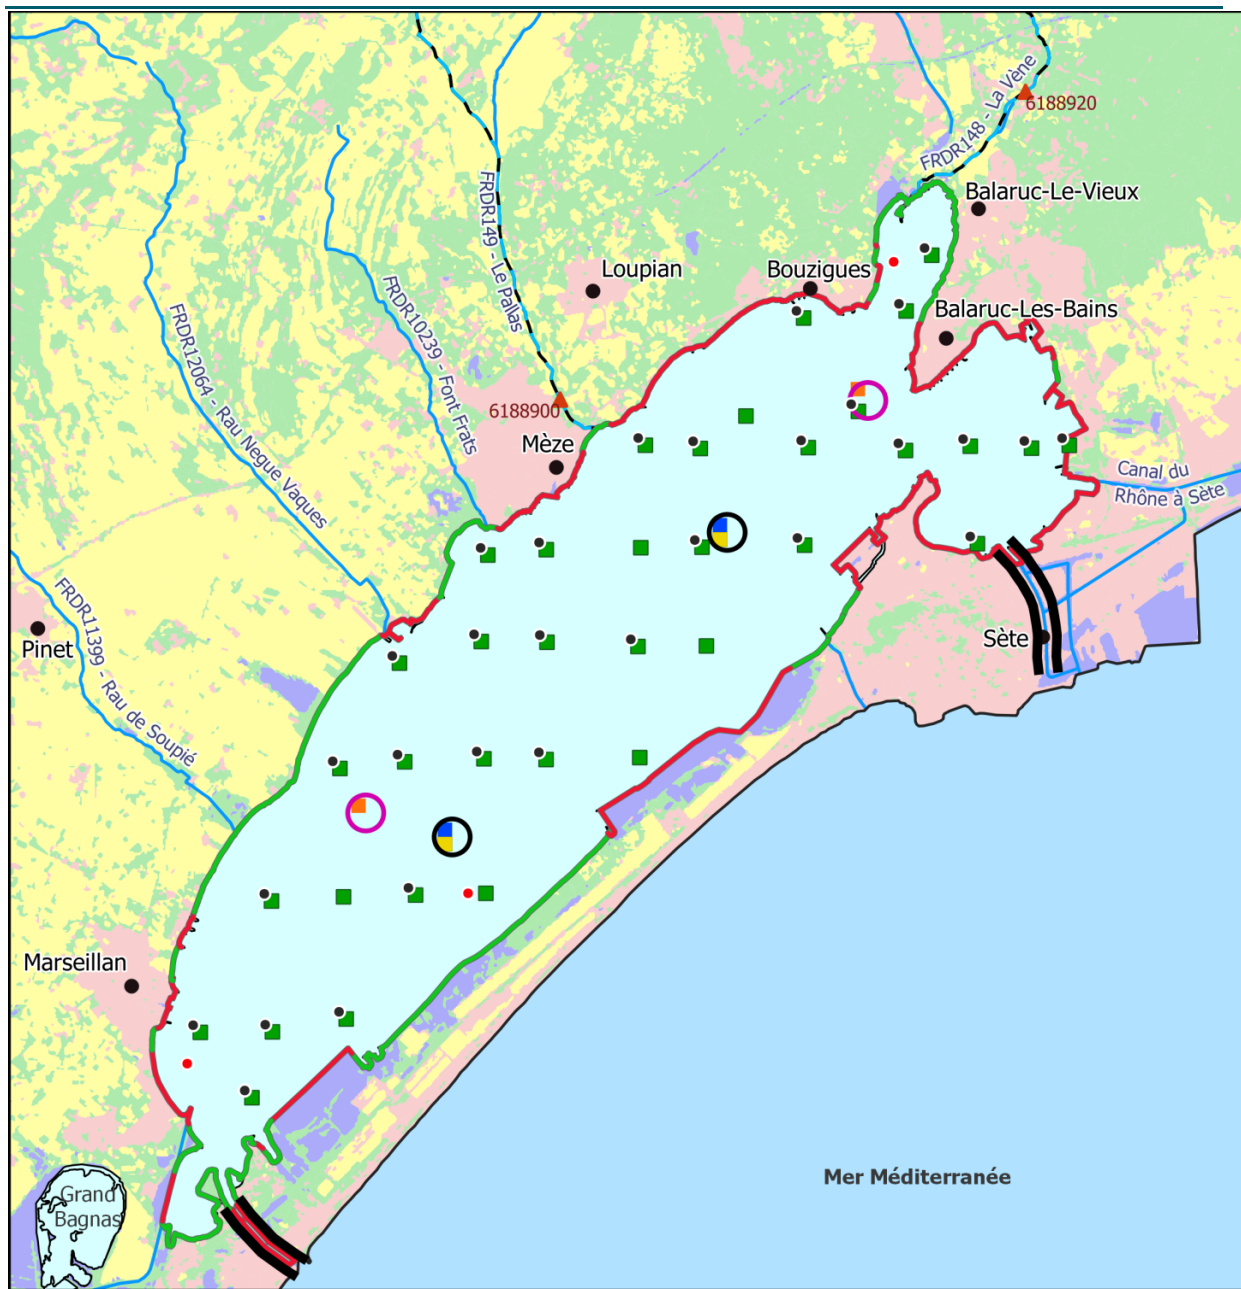 FRDR148 - La Vène
6188920
Balaruc-Le-Vieux
Loupian
Bouzigues
FRDR149 - Le Pallas
FRDR10239 - Font Frats
FRDR12064 - Rau Negue Vaques
Balaruc-Les-Bains
6188900
Mèze
Canal du
Rhône à Sète
FRDR11399 - Rau de Soupié
Pinet
Sète
Marseillan
Mer Méditerranée
Grand
Bagnas